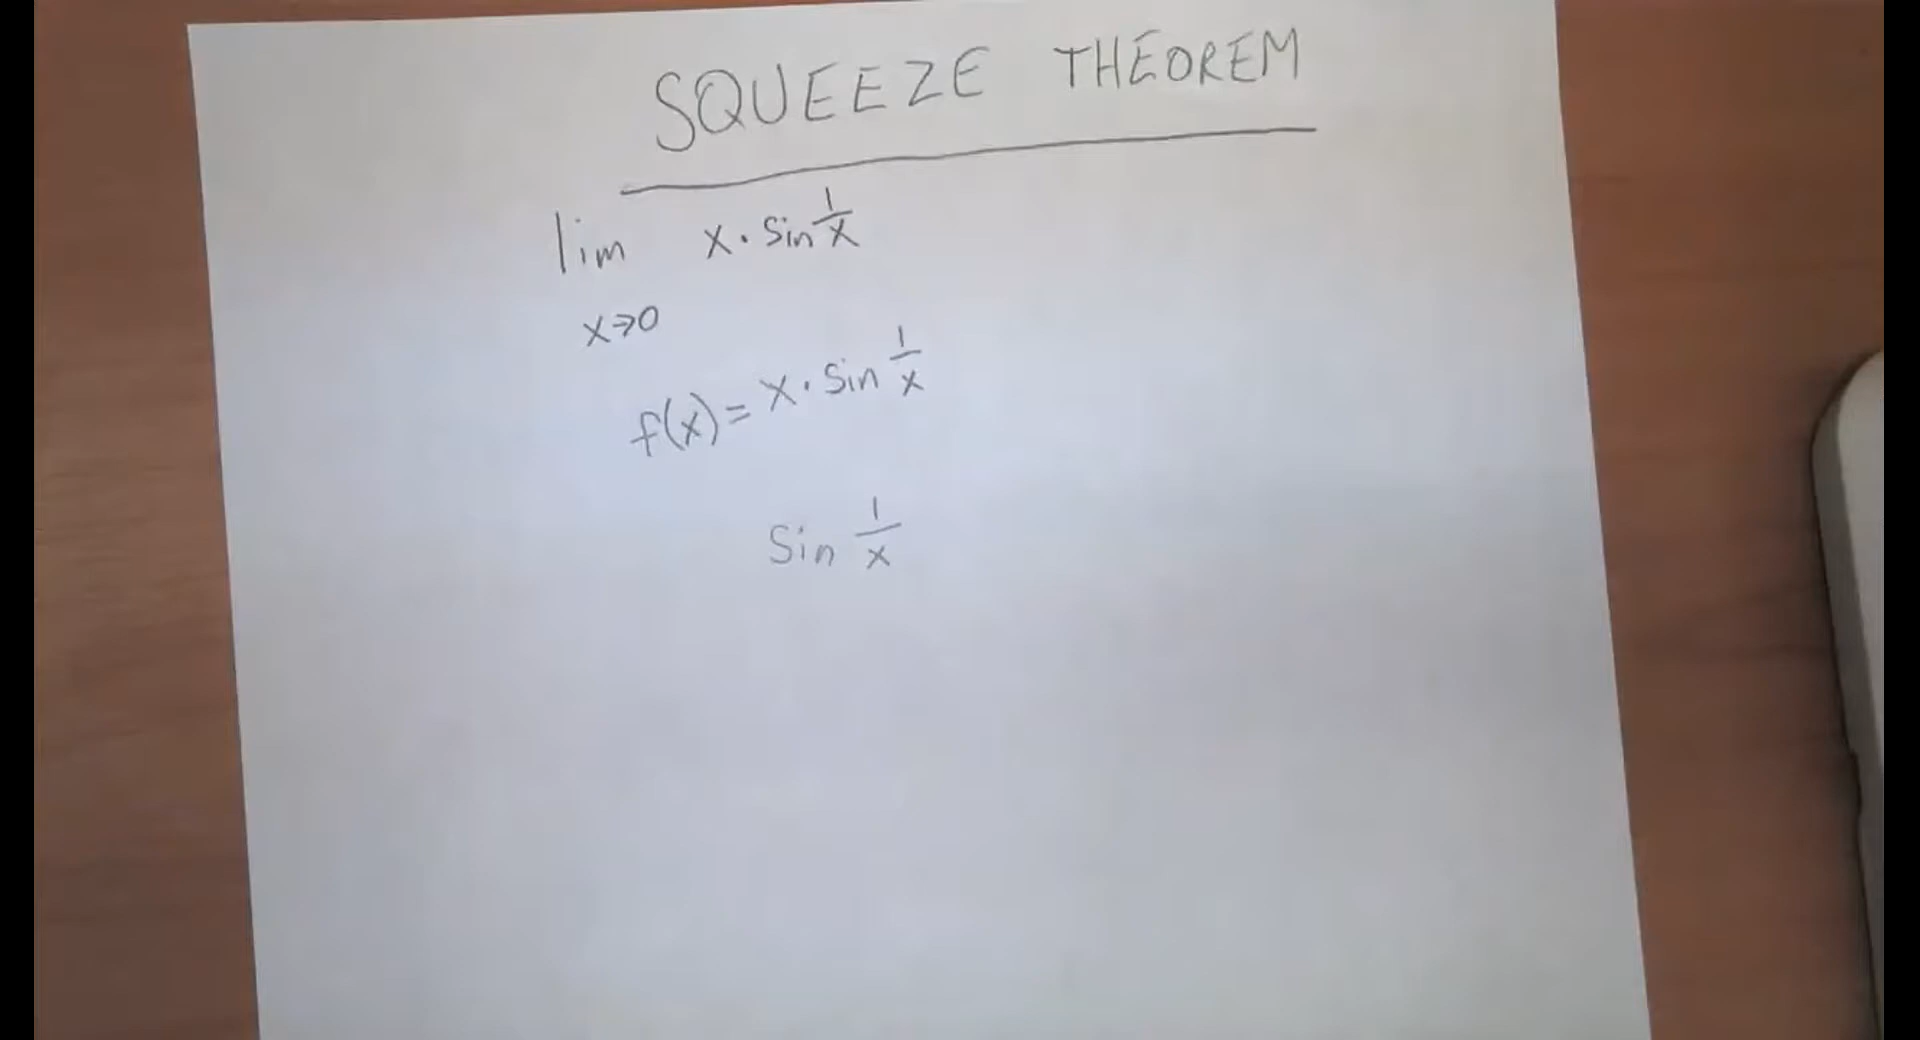 SQUEEZE THEOREM
lim x · sin 1/x
x→0
f(x) = x · sin 1/x
sin 1/x